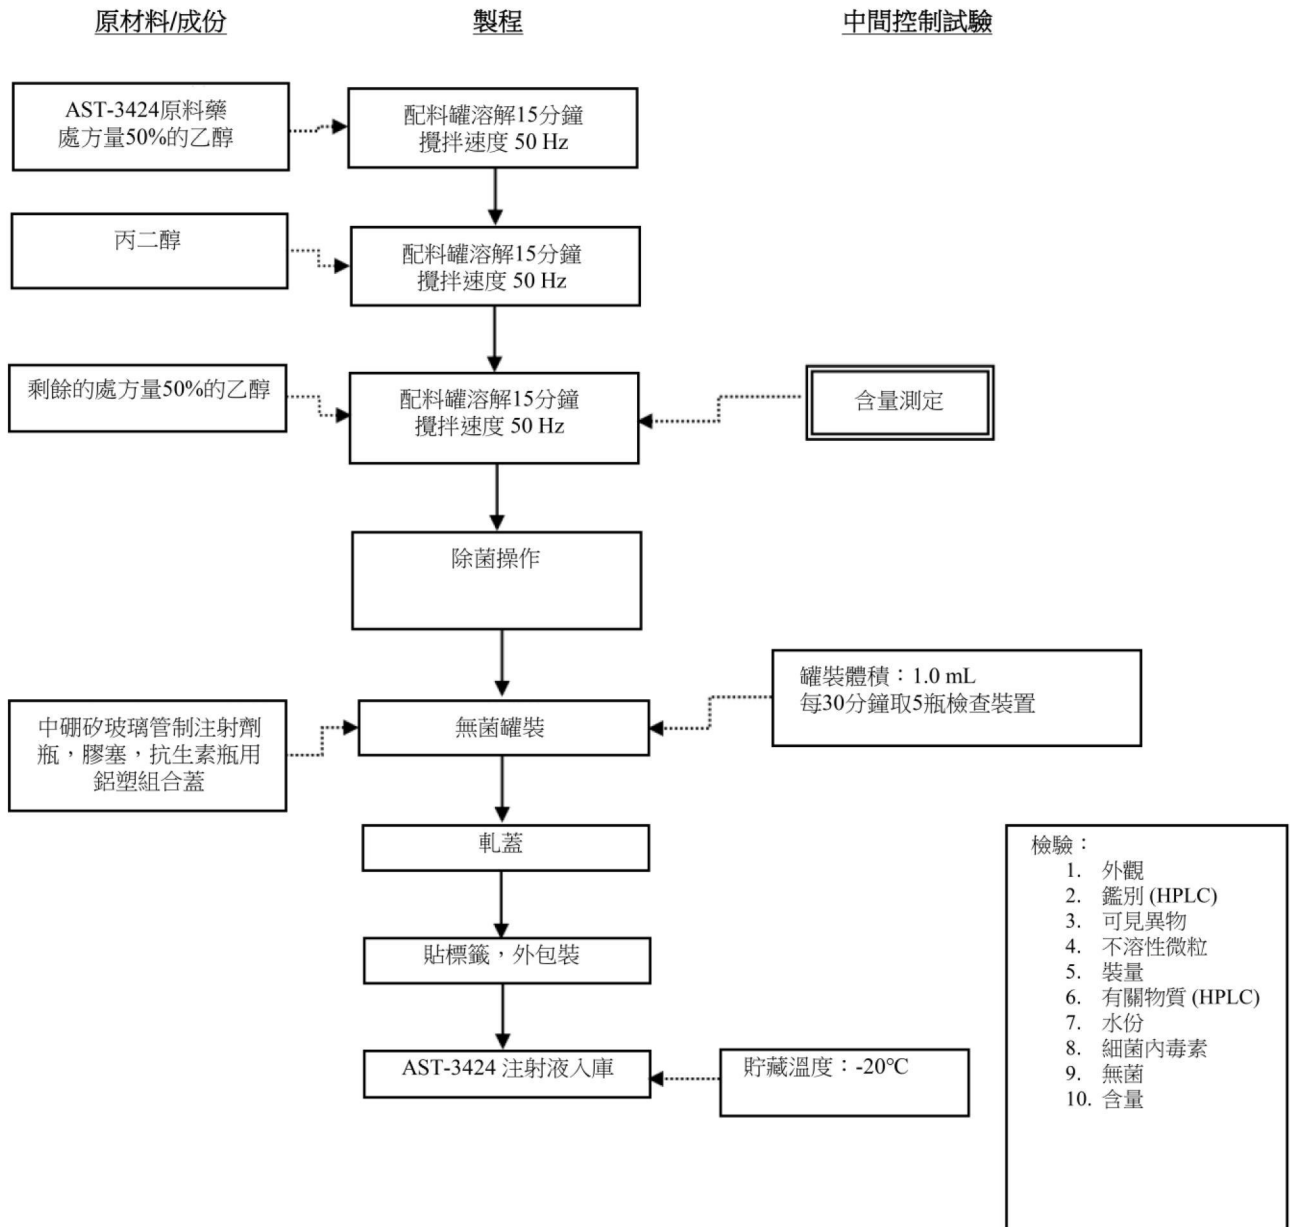 原材料/成份
製程
中間控制試驗
AST-3424原料藥
處方量50%的乙醇
配料罐溶解15分鐘
攪拌速度 50 Hz
丙二醇
配料罐溶解15分鐘
攪拌速度 50 Hz
剩餘的處方量50%的乙醇
配料罐溶解15分鐘
攪拌速度 50 Hz
含量測定
除菌操作
中硼矽玻璃管制注射劑
瓶，膠塞，抗生素瓶用
鋁塑組合蓋
無菌罐裝
罐裝體積：1.0 mL
每30分鐘取5瓶檢查裝置
軋蓋
貼標籤，外包裝
AST-3424 注射液入庫
貯藏溫度：-20℃
檢驗：
1. 外觀
2. 鑑別 (HPLC)
3. 可見異物
4. 不溶性微粒
5. 裝量
6. 有關物質 (HPLC)
7. 水份
8. 細菌內毒素
9. 無菌
10. 含量